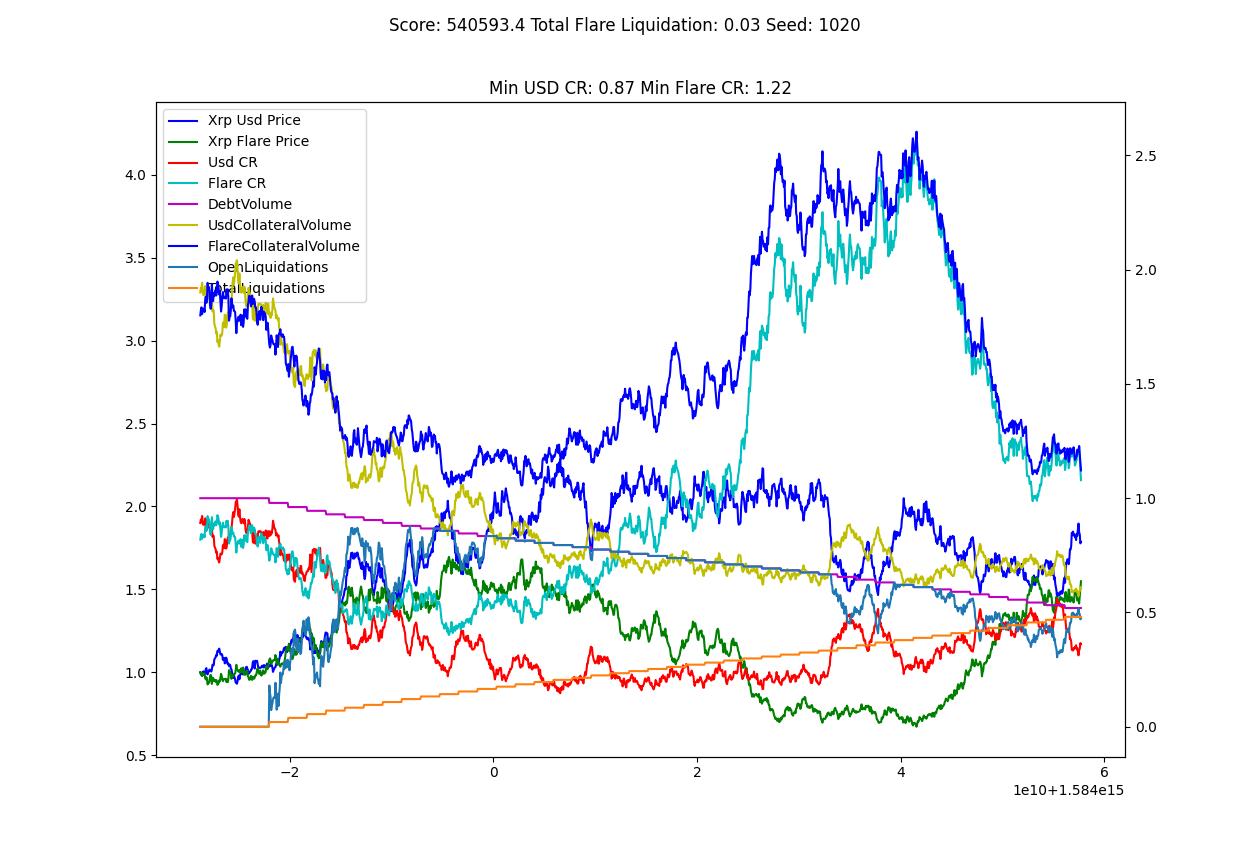 Score: 540593.4 Total Flare Liquidation: 0.03 Seed: 1020
Min USD CR: 0.87 Min Flare CR: 1.22
Xrp Usd Price
Xrp Flare Price
Usd CR
Flare CR
DebtVolume
UsdCollateralVolume
FlareCollateralVolume
OpenLiquidations
TotalLiquidations
4.0
3.5
3.0
2.5
2.0
1.5
1.0
0.5
2.5
2.0
1.5
1.0
0.5
0.0
−2
0
2
4
6
1e10+1.584e15